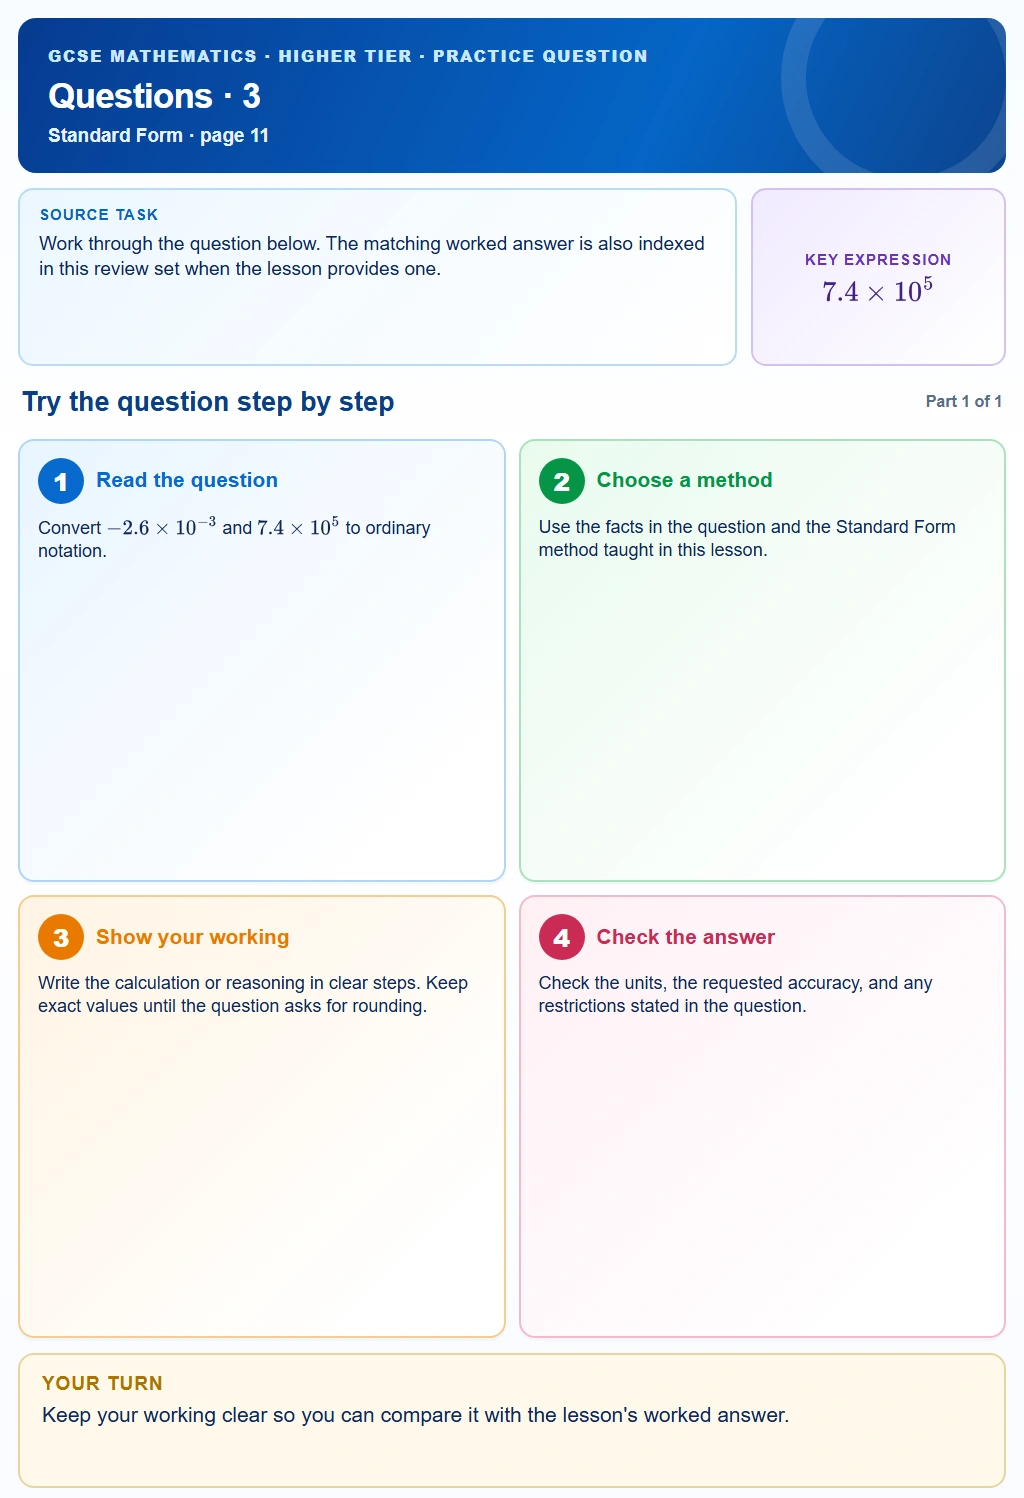 GCSE MATHEMATICS · HIGHER TIER · PRACTICE QUESTION
Questions · 3
Standard Form · page 11
SOURCE TASK
Work through the question below. The matching worked answer is also indexed
in this review set when the lesson provides one.
KEY EXPRESSION
7.4 × 10⁵
Try the question step by step
Part 1 of 1
1 Read the question
Convert −2.6 × 10⁻³ and 7.4 × 10⁵ to ordinary
notation.
2 Choose a method
Use the facts in the question and the Standard Form
method taught in this lesson.
3 Show your working
Write the calculation or reasoning in clear steps. Keep
exact values until the question asks for rounding.
4 Check the answer
Check the units, the requested accuracy, and any
restrictions stated in the question.
YOUR TURN
Keep your working clear so you can compare it with the lesson's worked answer.